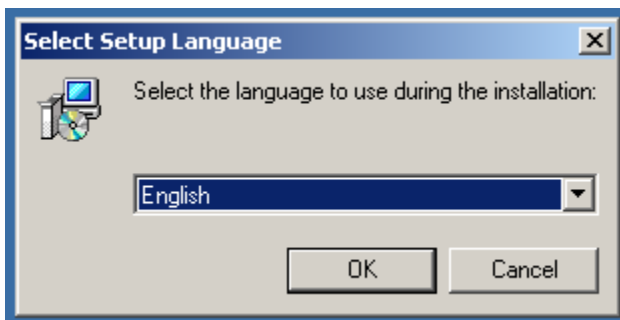 Select Setup Language
Select the language to use during the installation:
English
OK
Cancel